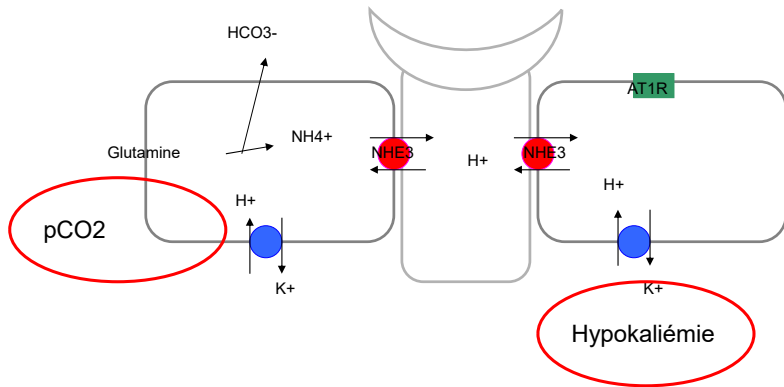 HCO3-
AT1R
NH4+
Glutamine
NHE3
H+
NHE3
H+
H+
pCO2
K+
K+
Hypokaliémie